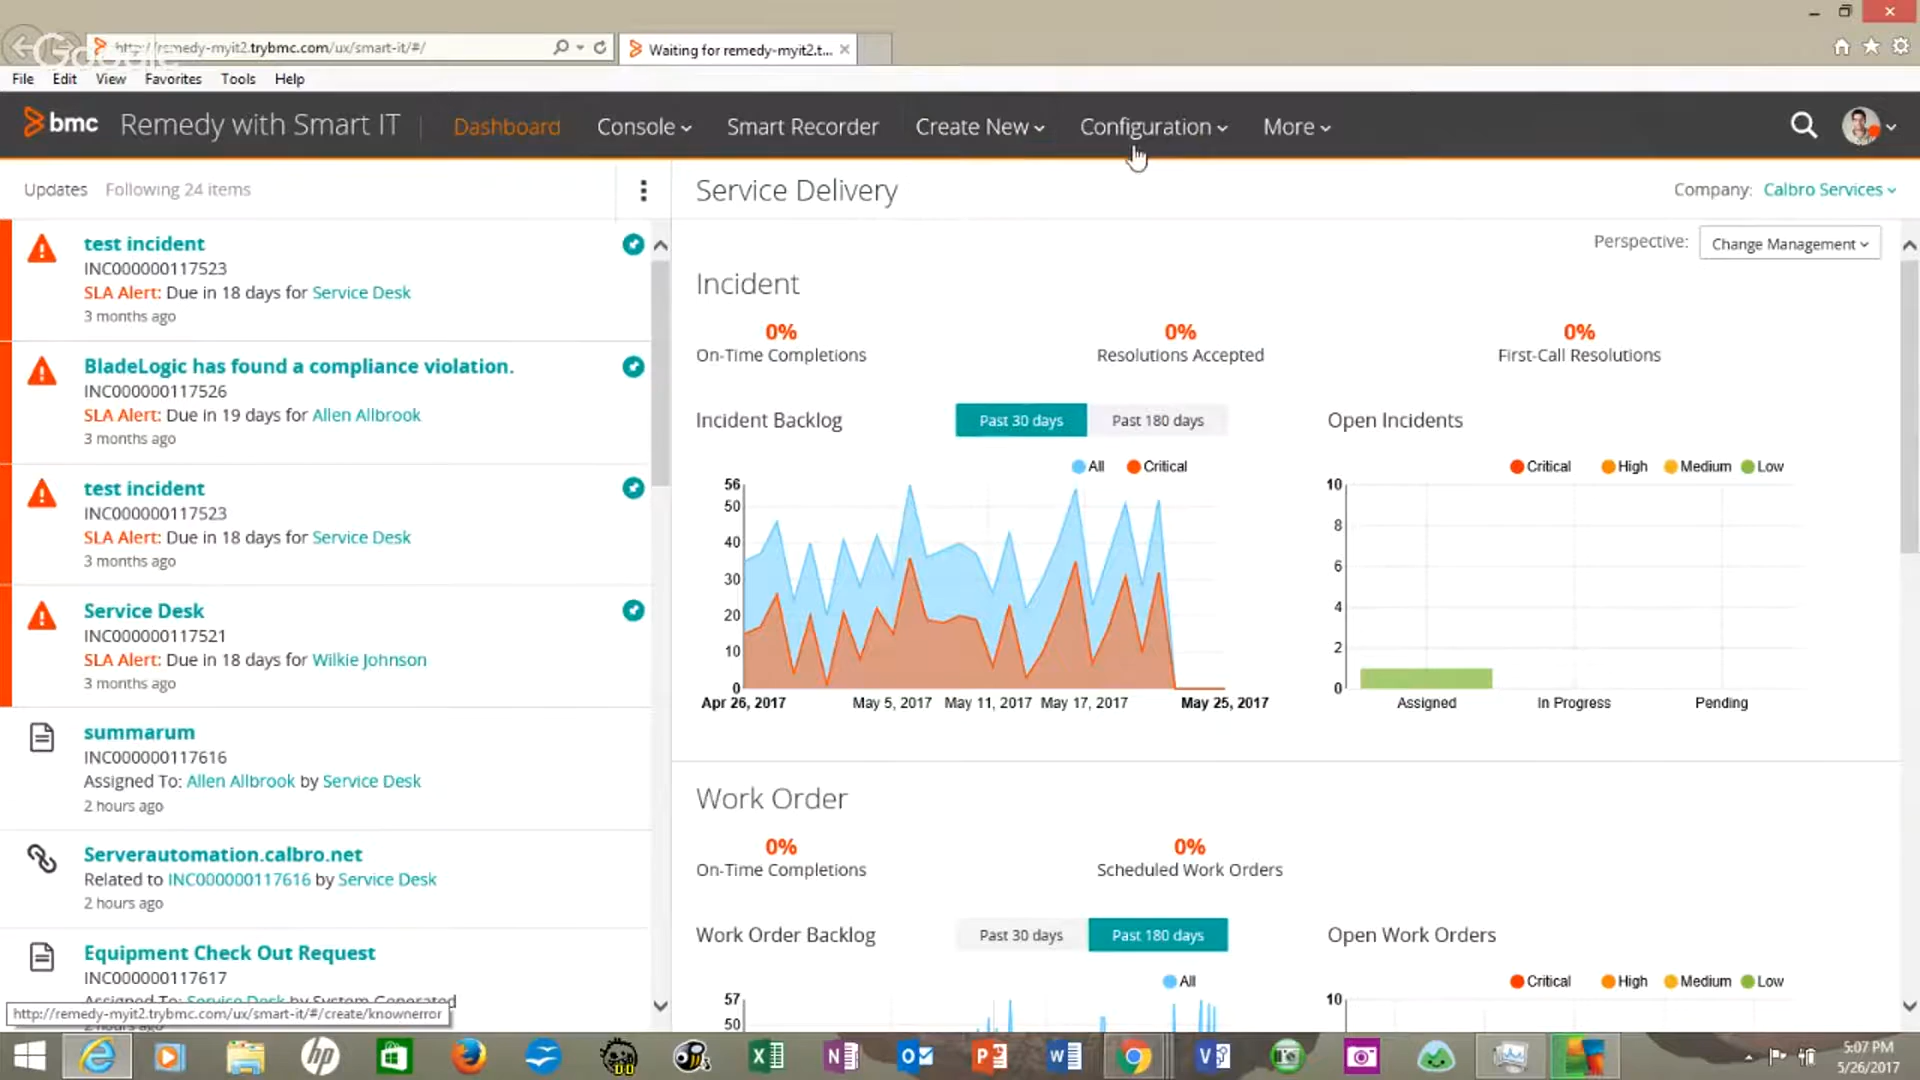 http://remedy-myit2.trybmc.com/ux/smart-it/#/
Waiting for remedy-myit2.t...
Google
File Edit View Favorites Tools Help
bmc Remedy with Smart IT Dashboard Console Smart Recorder Create New Configuration More
Updates Following 24 items
Service Delivery
Company: Calbro Services
Perspective: Change Management
test incident
INC000000117523
SLA Alert: Due in 18 days for Service Desk
3 months ago
BladeLogic has found a compliance violation.
INC000000117526
SLA Alert: Due in 19 days for Allen Allbrook
3 months ago
test incident
INC000000117523
SLA Alert: Due in 18 days for Service Desk
3 months ago
Service Desk
INC000000117521
SLA Alert: Due in 18 days for Wilkie Johnson
3 months ago
summarum
INC000000117616
Assigned To: Allen Allbrook by Service Desk
2 hours ago
Serverautomation.calbro.net
Related to INC000000117616 by Service Desk
2 hours ago
Equipment Check Out Request
INC000000117617
Assigned To: Service Desk by System Generated
2 hours ago
http://remedy-myit2.trybmc.com/ux/smart-it/#/create/knownerror
Incident
0% 0% 0%
On-Time Completions Resolutions Accepted First-Call Resolutions
Incident Backlog Past 30 days Past 180 days
All Critical
56
50
40
30
20
10
0
Apr 26, 2017 May 5, 2017 May 11, 2017 May 17, 2017 May 25, 2017
Open Incidents
Critical High Medium Low
10
8
6
4
2
0
Assigned In Progress Pending
Work Order
0% 0%
On-Time Completions Scheduled Work Orders
Work Order Backlog Past 30 days Past 180 days
All
57
50
Open Work Orders
Critical High Medium Low
10
5:07 PM
5/26/2017